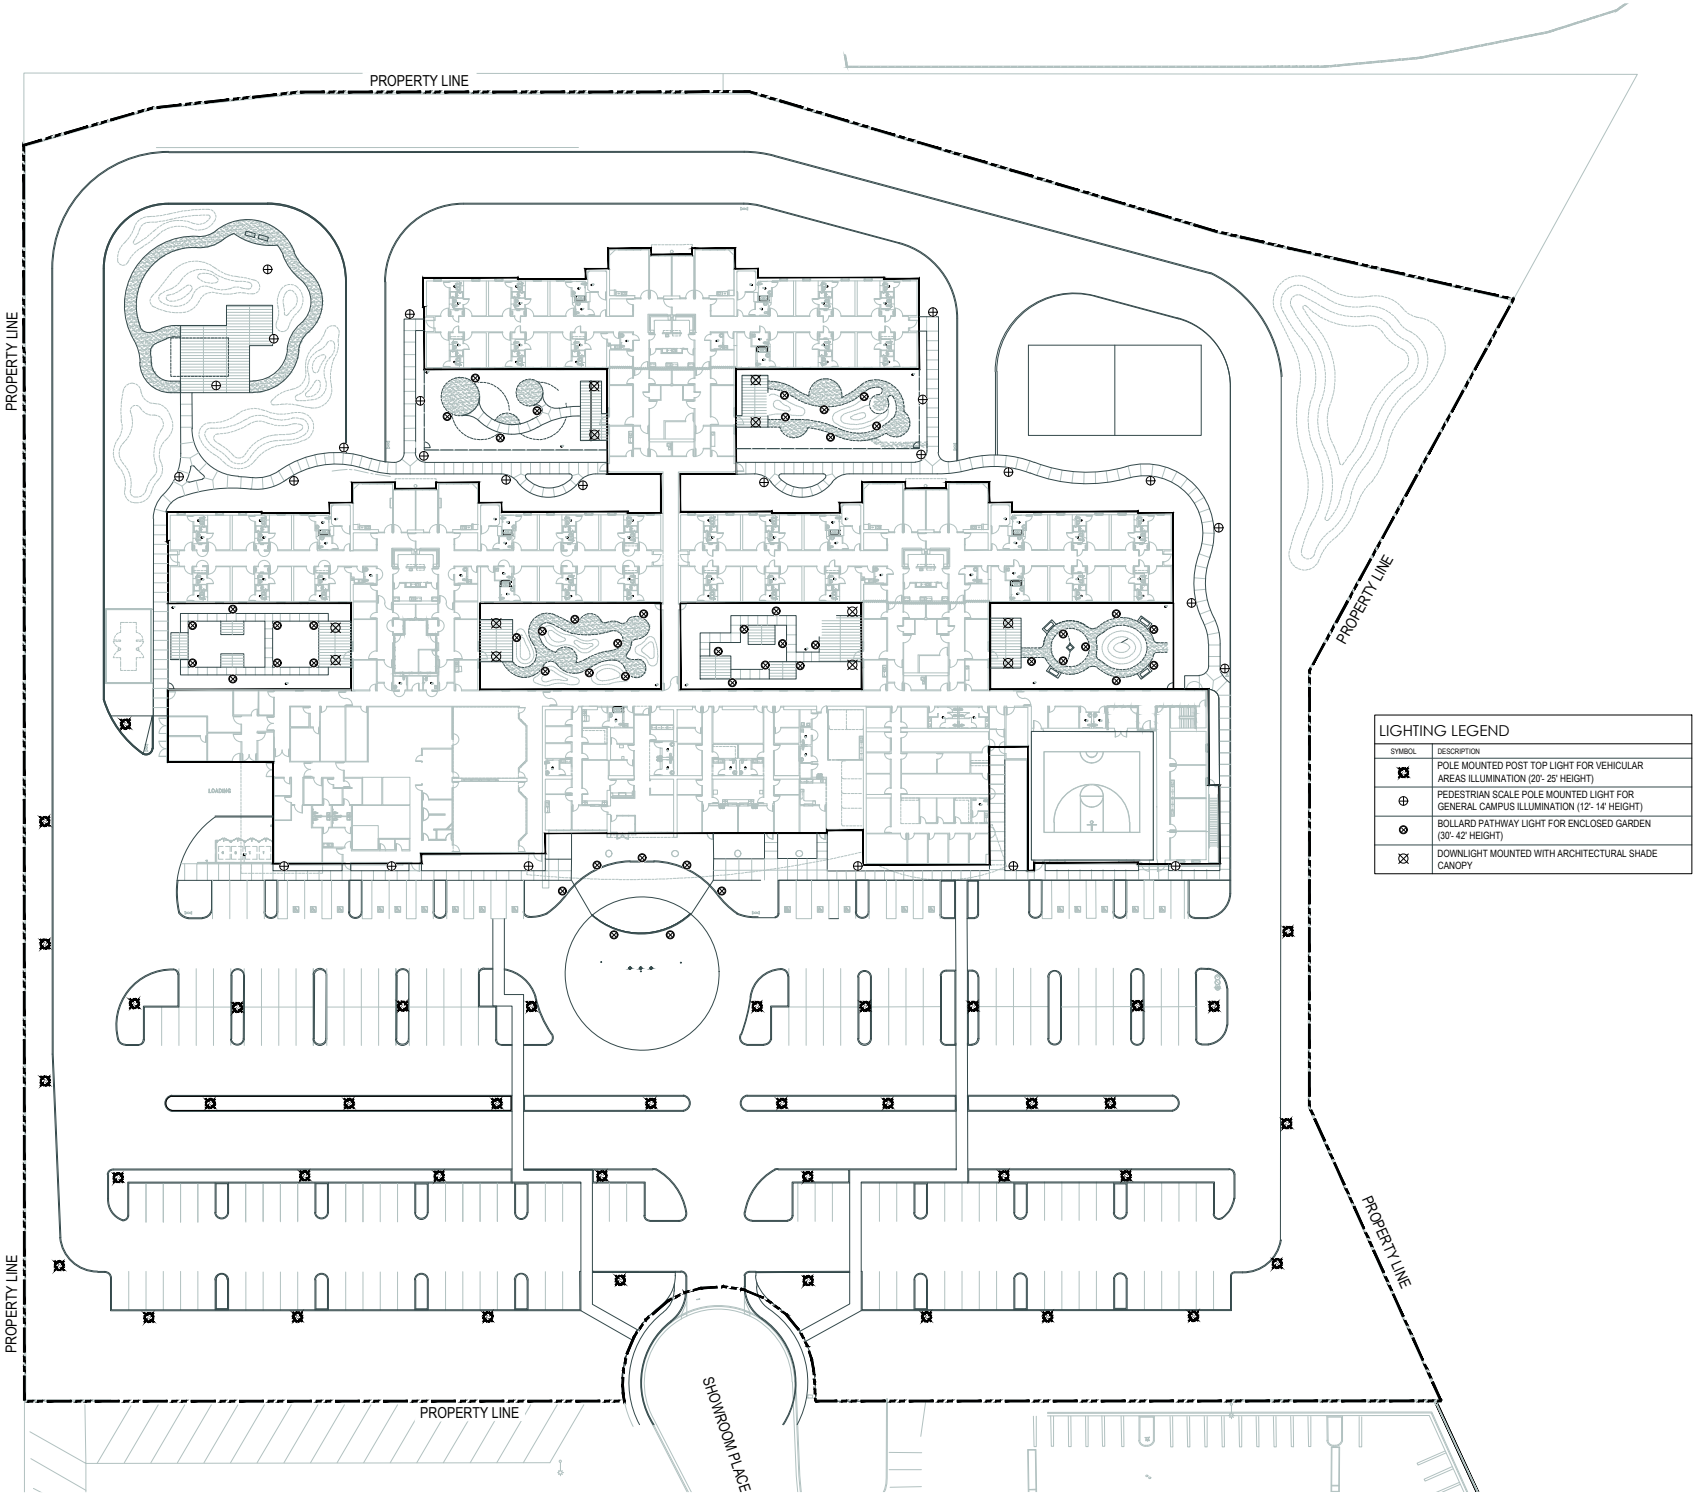 PROPERTY LINE
PROPERTY LINE
PROPERTY LINE
LIGHTING LEGEND
SYMBOL DESCRIPTION
POLE MOUNTED POST TOP LIGHT FOR VEHICULAR
AREAS ILLUMINATION (20'- 25' HEIGHT)
PEDESTRIAN SCALE POLE MOUNTED LIGHT FOR
GENERAL CAMPUS ILLUMINATION (12'- 14' HEIGHT)
BOLLARD PATHWAY LIGHT FOR ENCLOSED GARDEN
(30'- 42' HEIGHT)
DOWNLIGHT MOUNTED WITH ARCHITECTURAL SHADE
CANOPY
LOADING
PROPERTY LINE
PROPERTY LINE
PROPERTY LINE
SHOWROOM PLACE